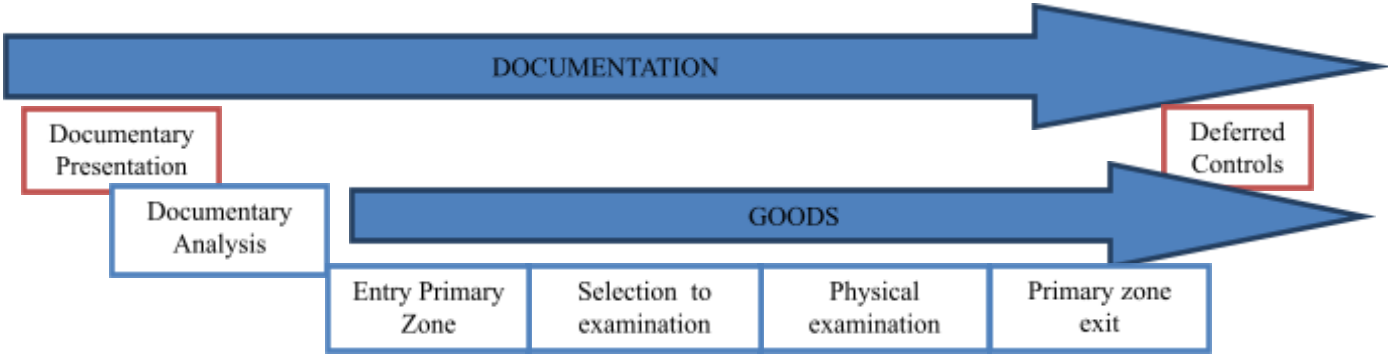 DOCUMENTATION
Documentary
Presentation
Deferred
Controls
Documentary
Analysis
GOODS
Entry Primary
Zone
Selection to
examination
Physical
examination
Primary zone
exit